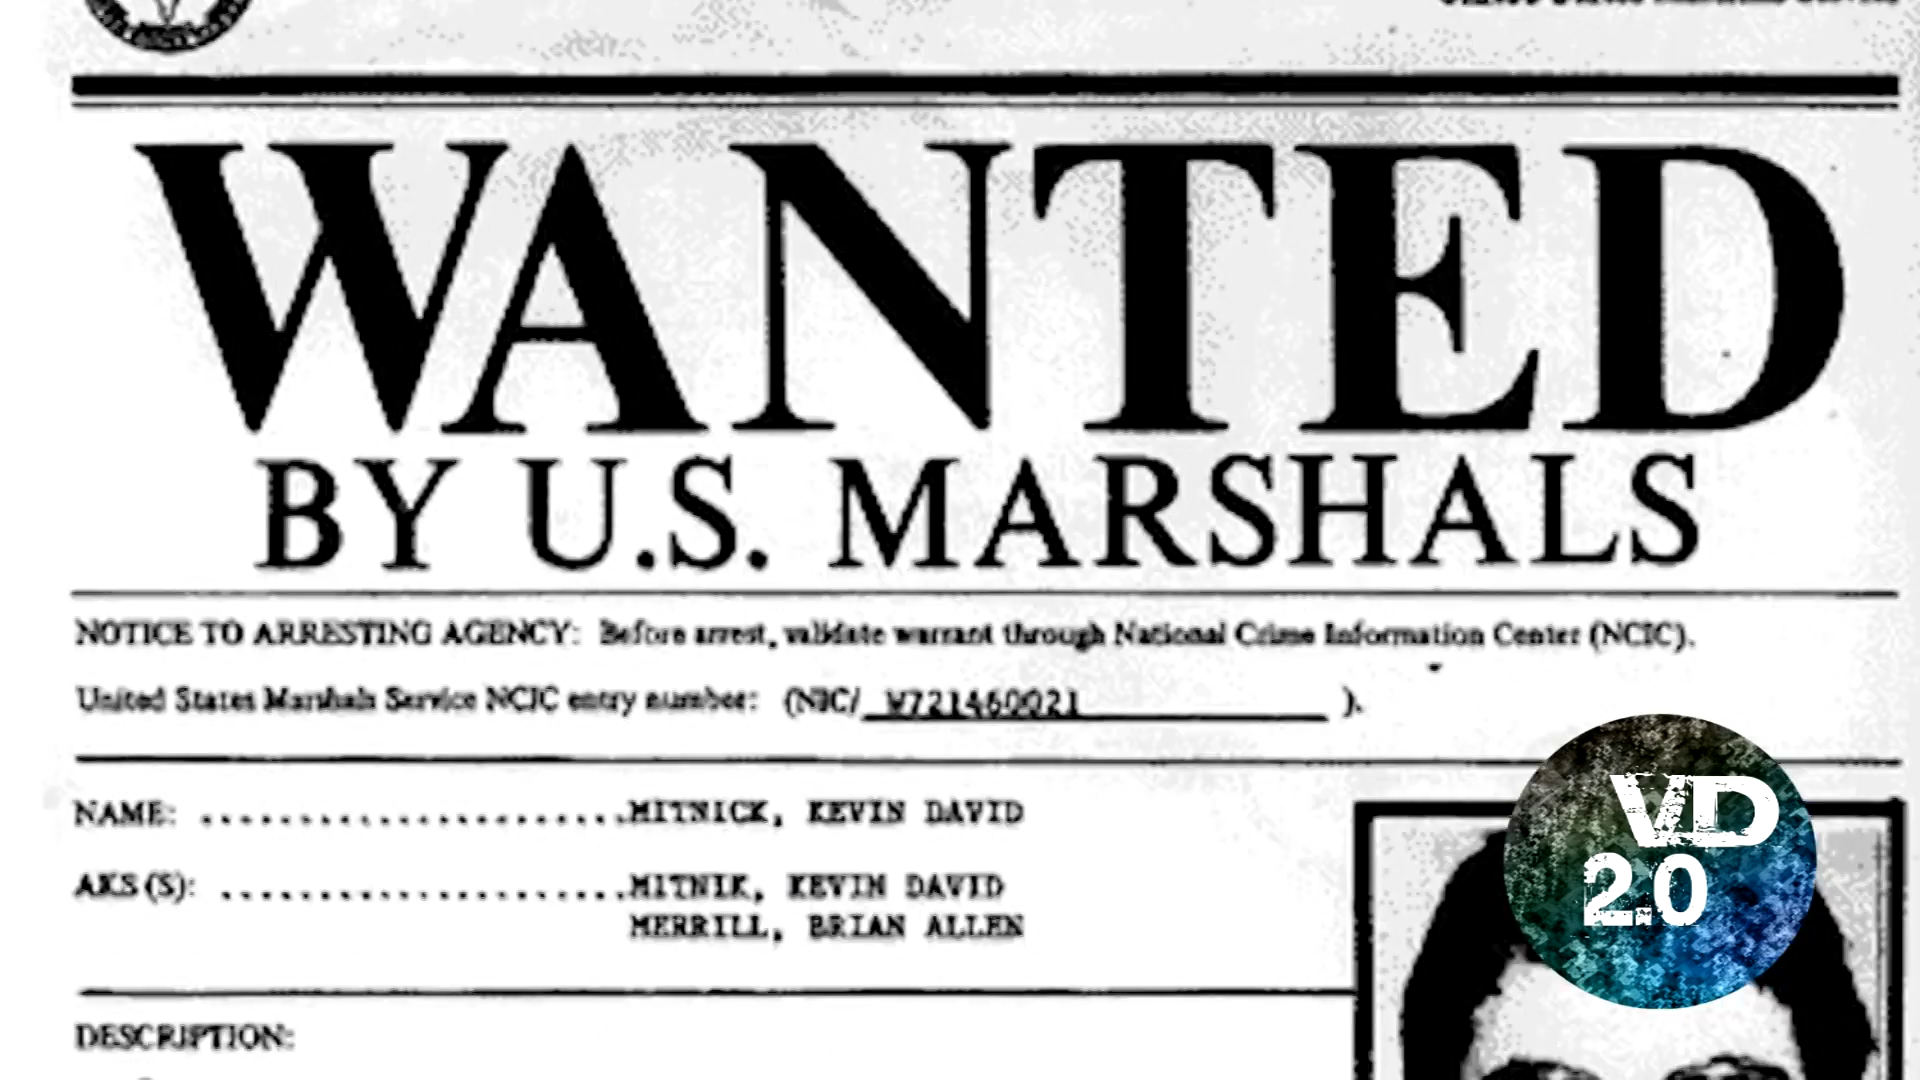 WANTED
BY U.S. MARSHALS
NOTICE TO ARRESTING AGENCY: Before arrest, validate warrant through National Crime Information Center (NCIC).
United States Marshals Service NCIC entry number: (NIC/ W721460021 ).
NAME: ......................MITNICK, KEVIN DAVID
AKS (S): .....................MITNIK, KEVIN DAVID
MERRILL, BRIAN ALLEN
VD
2.0
DESCRIPTION: